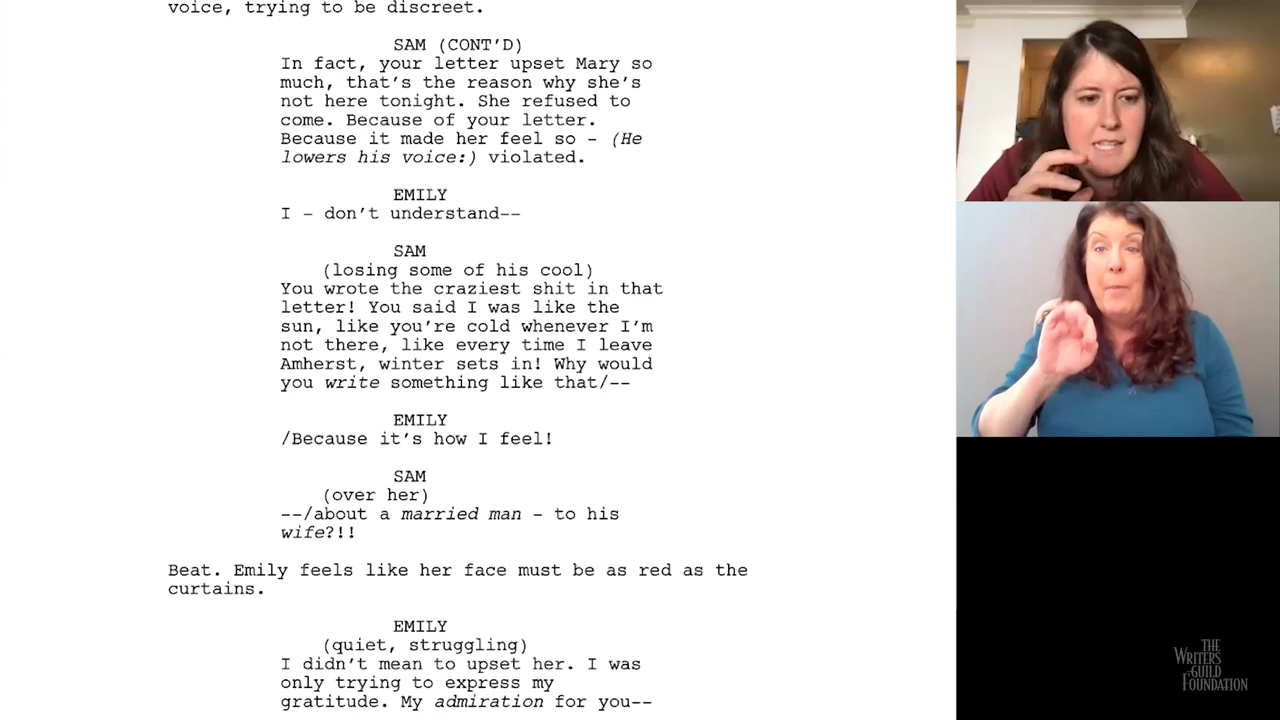 voice, trying to be discreet.
SAM (CONT'D)
In fact, your letter upset Mary so
much, that's the reason why she's
not here tonight. She refused to
come. Because of your letter.
Because it made her feel so – (He
lowers his voice:) violated.
EMILY
I – don't understand--
SAM
(losing some of his cool)
You wrote the craziest shit in that
letter! You said I was like the
sun, like you're cold whenever I'm
not there, like every time I leave
Amherst, winter sets in! Why would
you write something like that/--
EMILY
/Because it's how I feel!
SAM
(over her)
--/about a married man – to his
wife?!!
Beat. Emily feels like her face must be as red as the
curtains.
EMILY
(quiet, struggling)
I didn't mean to upset her. I was
only trying to express my
gratitude. My admiration for you--
THE
WRITERS
GUILD
FOUNDATION